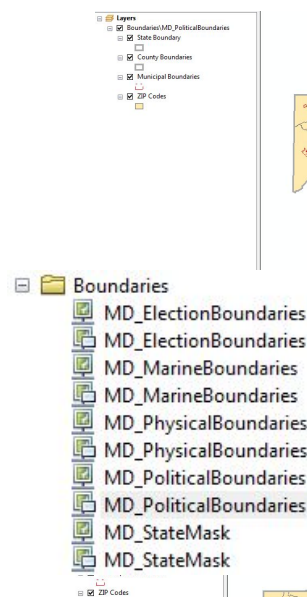 Layers
Boundaries\MD_PoliticalBoundaries
State Boundary
County Boundaries
Municipal Boundaries
ZIP Codes
Boundaries
MD_ElectionBoundaries
MD_ElectionBoundaries
MD_MarineBoundaries
MD_MarineBoundaries
MD_PhysicalBoundaries
MD_PhysicalBoundaries
MD_PoliticalBoundaries
MD_PoliticalBoundaries
MD_StateMask
MD_StateMask
ZIP Codes